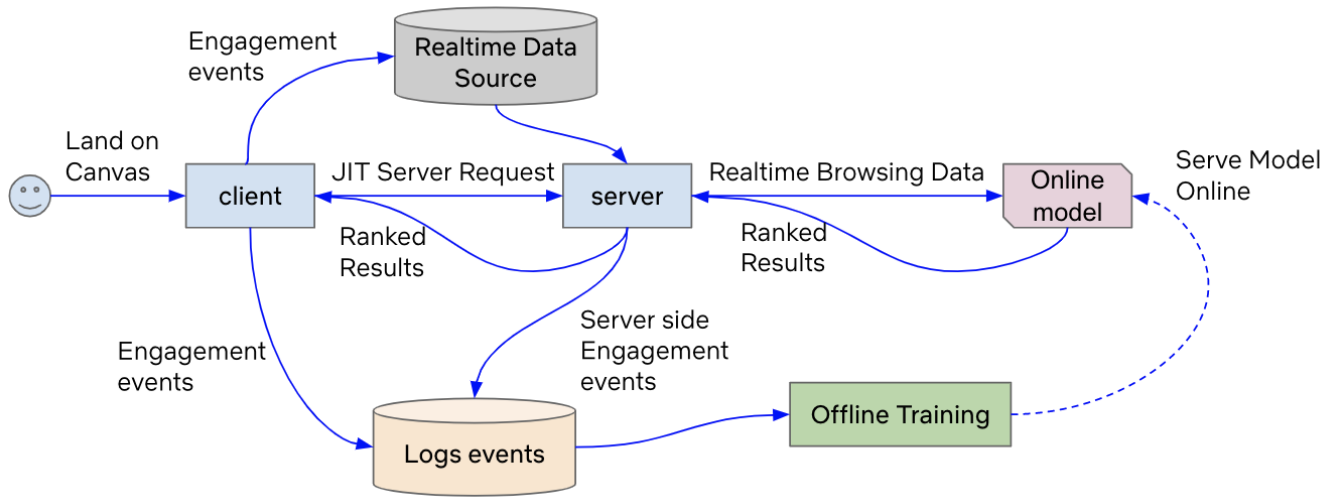 Engagement
events
Realtime Data
Source
Land on
Canvas
client
JIT Server Request
server
Realtime Browsing Data
Online
model
Serve Model
Online
Ranked
Results
Ranked
Results
Engagement
events
Server side
Engagement
events
Logs events
Offline Training